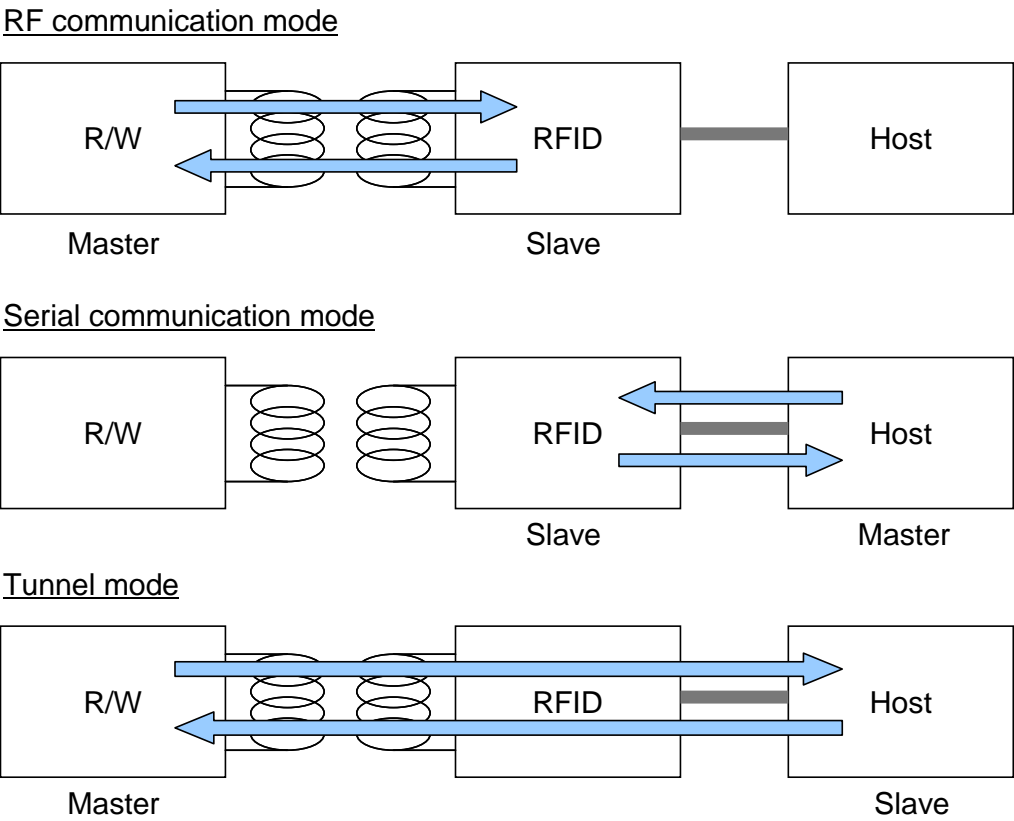 RF communication mode
R/W RFID Host
Master Slave
Serial communication mode
R/W RFID Host
Slave Master
Tunnel mode
R/W RFID Host
Master Slave